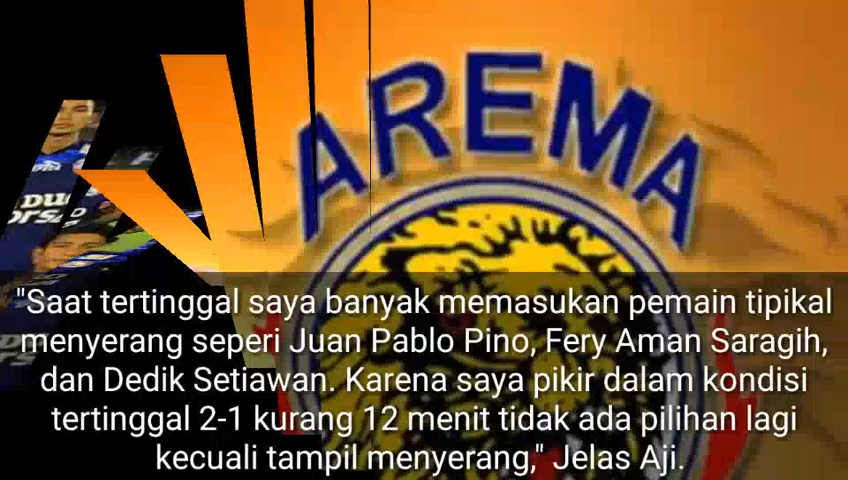 AREMA
"Saat tertinggal saya banyak memasukan pemain tipikal
menyerang seperi Juan Pablo Pino, Fery Aman Saragih,
dan Dedik Setiawan. Karena saya pikir dalam kondisi
tertinggal 2-1 kurang 12 menit tidak ada pilihan lagi
kecuali tampil menyerang," Jelas Aji.